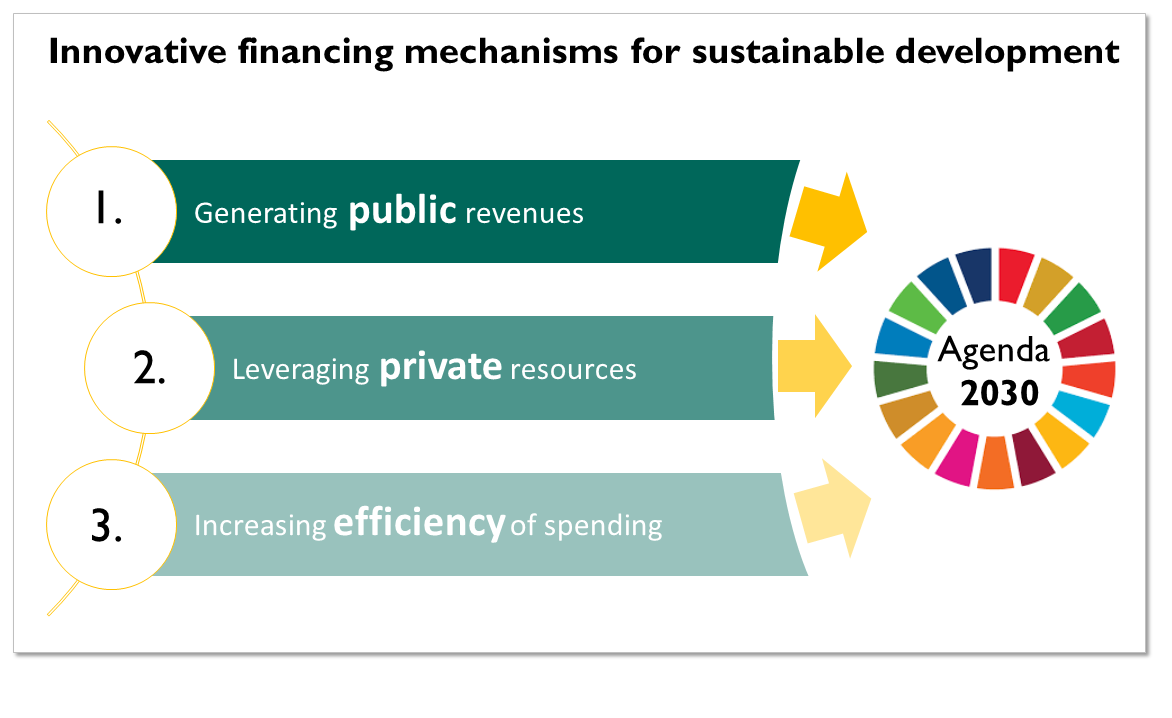 Innovative financing mechanisms for sustainable development
1.
Generating public revenues
2.
Leveraging private resources
3.
Increasing efficiency of spending
Agenda
2030